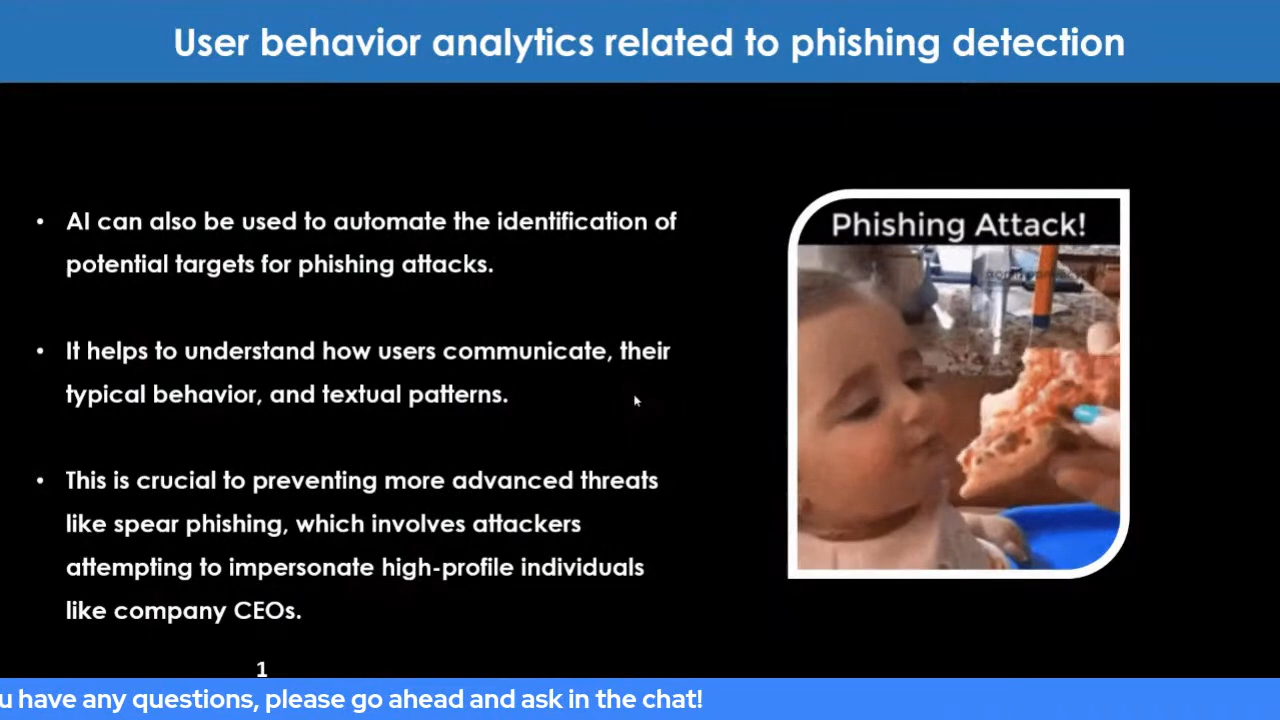 User behavior analytics related to phishing detection
• AI can also be used to automate the identification of
potential targets for phishing attacks.
• It helps to understand how users communicate, their
typical behavior, and textual patterns.
• This is crucial to preventing more advanced threats
like spear phishing, which involves attackers
attempting to impersonate high-profile individuals
like company CEOs.
Phishing Attack!
1
u have any questions, please go ahead and ask in the chat!